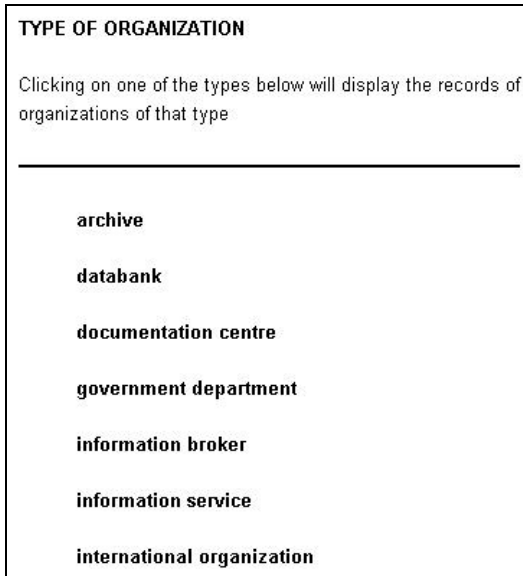 TYPE OF ORGANIZATION
Clicking on one of the types below will display the records of
organizations of that type
archive
databank
documentation centre
government department
information broker
information service
international organization